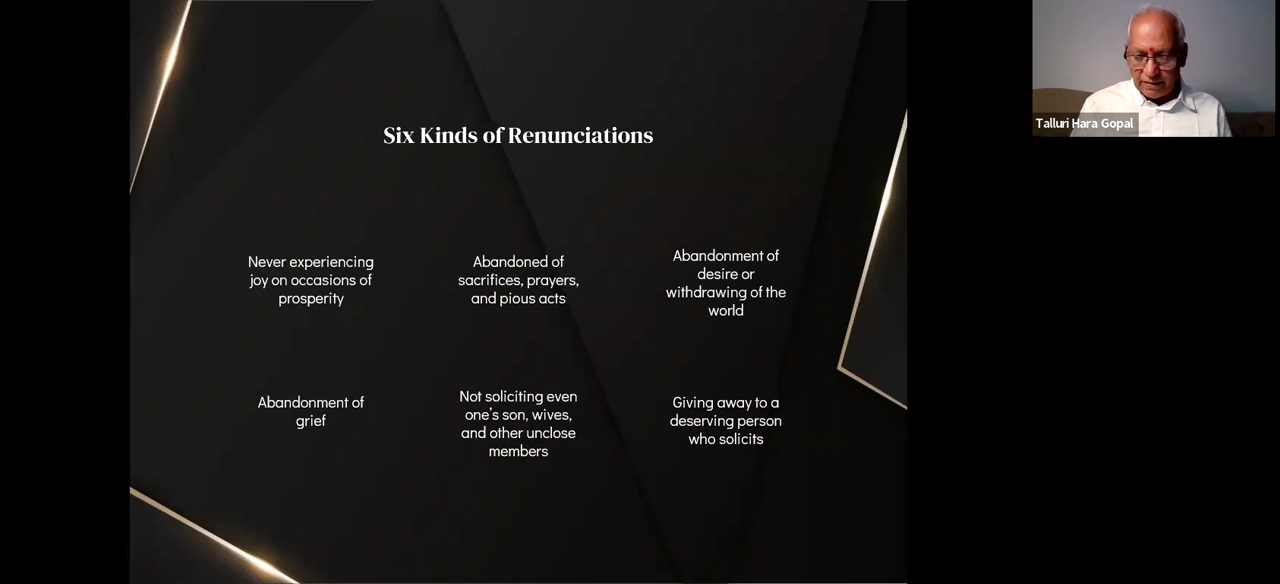 Six Kinds of Renunciations
Never experiencing
joy on occasions of
prosperity
Abandoned of
sacrifices, prayers,
and pious acts
Abandonment of
desire or
withdrawing of the
world
Abandonment of
grief
Not soliciting even
one's son, wives,
and other unclose
members
Giving away to a
deserving person
who solicits
Talluri Hara Gopal